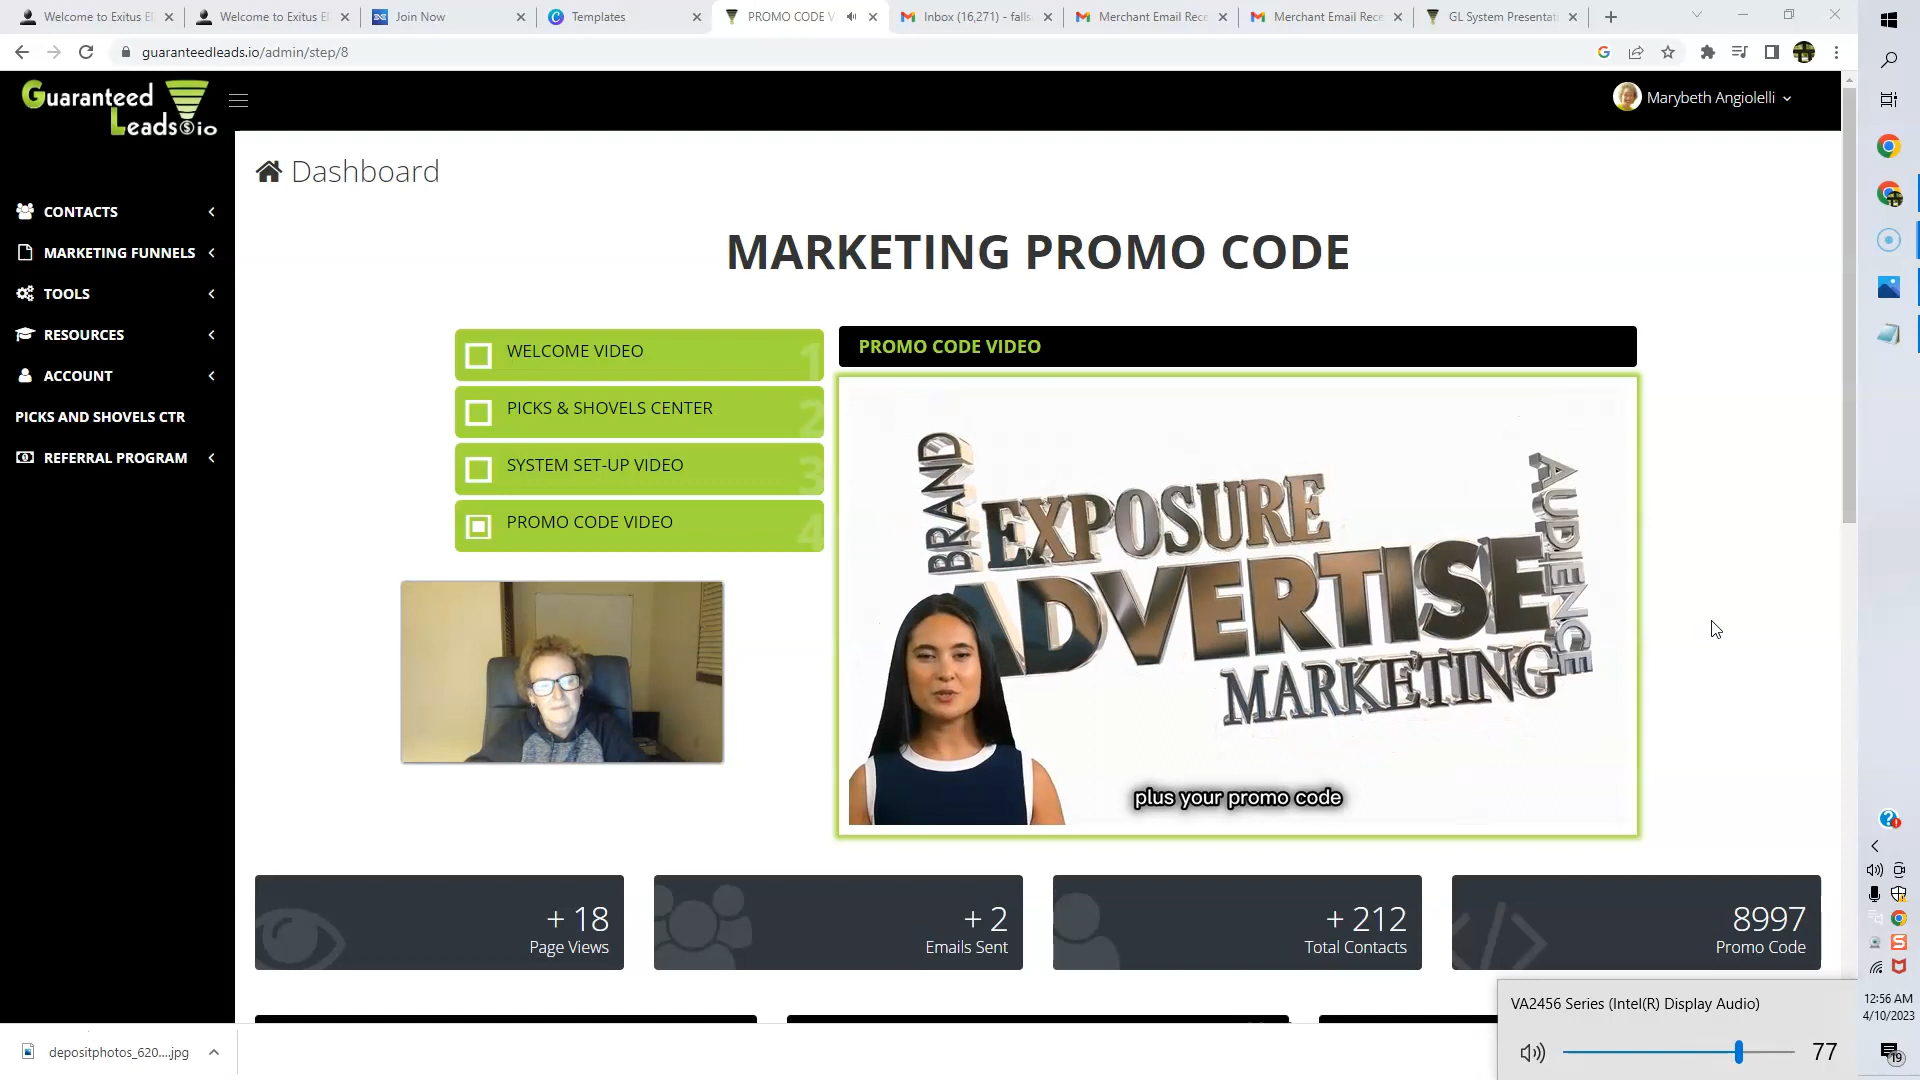 Welcome to Exitus El
Welcome to Exitus El
Join Now
Templates
PROMO CODE V
Inbox (16,271) - falls
Merchant Email Rece
Merchant Email Rece
GL System Presentat
guaranteedleads.io/admin/step/8
Guaranteed
Leads$io
Marybeth Angiolelli
Dashboard
CONTACTS
MARKETING FUNNELS
TOOLS
RESOURCES
ACCOUNT
PICKS AND SHOVELS CTR
REFERRAL PROGRAM
MARKETING PROMO CODE
WELCOME VIDEO
1
PICKS & SHOVELS CENTER
2
SYSTEM SET-UP VIDEO
3
PROMO CODE VIDEO
4
PROMO CODE VIDEO
BRAND
EXPOSURE
ADVERTISE
AUDIENCE
MARKETING
plus your promo code
+ 18
Page Views
+ 2
Emails Sent
+ 212
Total Contacts
8997
Promo Code
VA2456 Series (Intel(R) Display Audio)
77
depositphotos_620....jpg
12:56 AM
4/10/2023
19